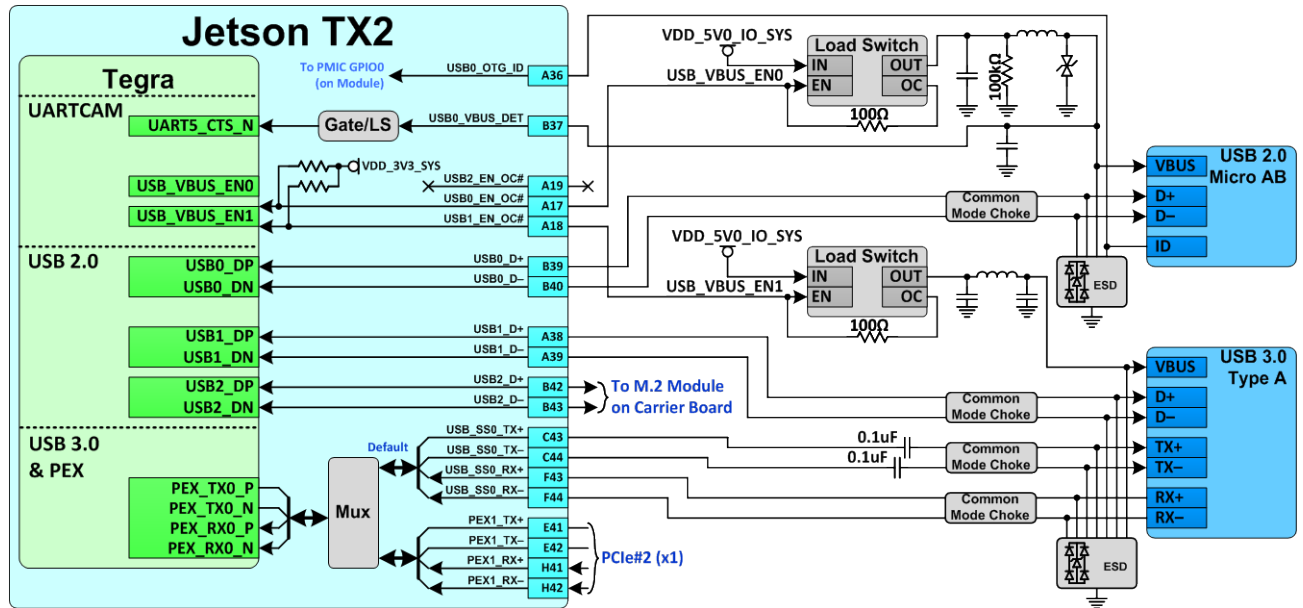 Jetson TX2
Tegra
UARTCAM
UART5_CTS_N
USB_VBUS_EN0
USB_VBUS_EN1
USB 2.0
USB0_DP
USB0_DN
USB1_DP
USB1_DN
USB2_DP
USB2_DN
USB 3.0
& PEX
PEX_TX0_P
PEX_TX0_N
PEX_RX0_P
PEX_RX0_N
To PMIC GPIO0
(on Module)
Gate/LS
VDD_3V3_SYS
Default
Mux
USB0_OTG_ID
A36
USB0_VBUS_DET
B37
USB2_EN_OC#
A19
USB0_EN_OC#
A17
USB1_EN_OC#
A18
USB0_D+
B39
USB0_D–
B40
USB1_D+
A38
USB1_D–
A39
USB2_D+
B42
USB2_D–
B43
USB_SS0_TX+
C43
USB_SS0_TX–
C44
USB_SS0_RX+
F43
USB_SS0_RX–
F44
PEX1_TX+
E41
PEX1_TX–
E42
PEX1_RX+
H41
PEX1_RX–
H42
To M.2 Module
on Carrier Board
PCIe#2 (x1)
VDD_5V0_IO_SYS
USB_VBUS_EN0
Load Switch
IN
OUT
EN
OC
100Ω
100kΩ
Common
Mode Choke
VDD_5V0_IO_SYS
USB_VBUS_EN1
Load Switch
IN
OUT
EN
OC
100Ω
ESD
Common
Mode Choke
0.1uF
0.1uF
Common
Mode Choke
Common
Mode Choke
ESD
USB 2.0
Micro AB
VBUS
D+
D–
ID
USB 3.0
Type A
VBUS
D+
D–
TX+
TX–
RX+
RX–